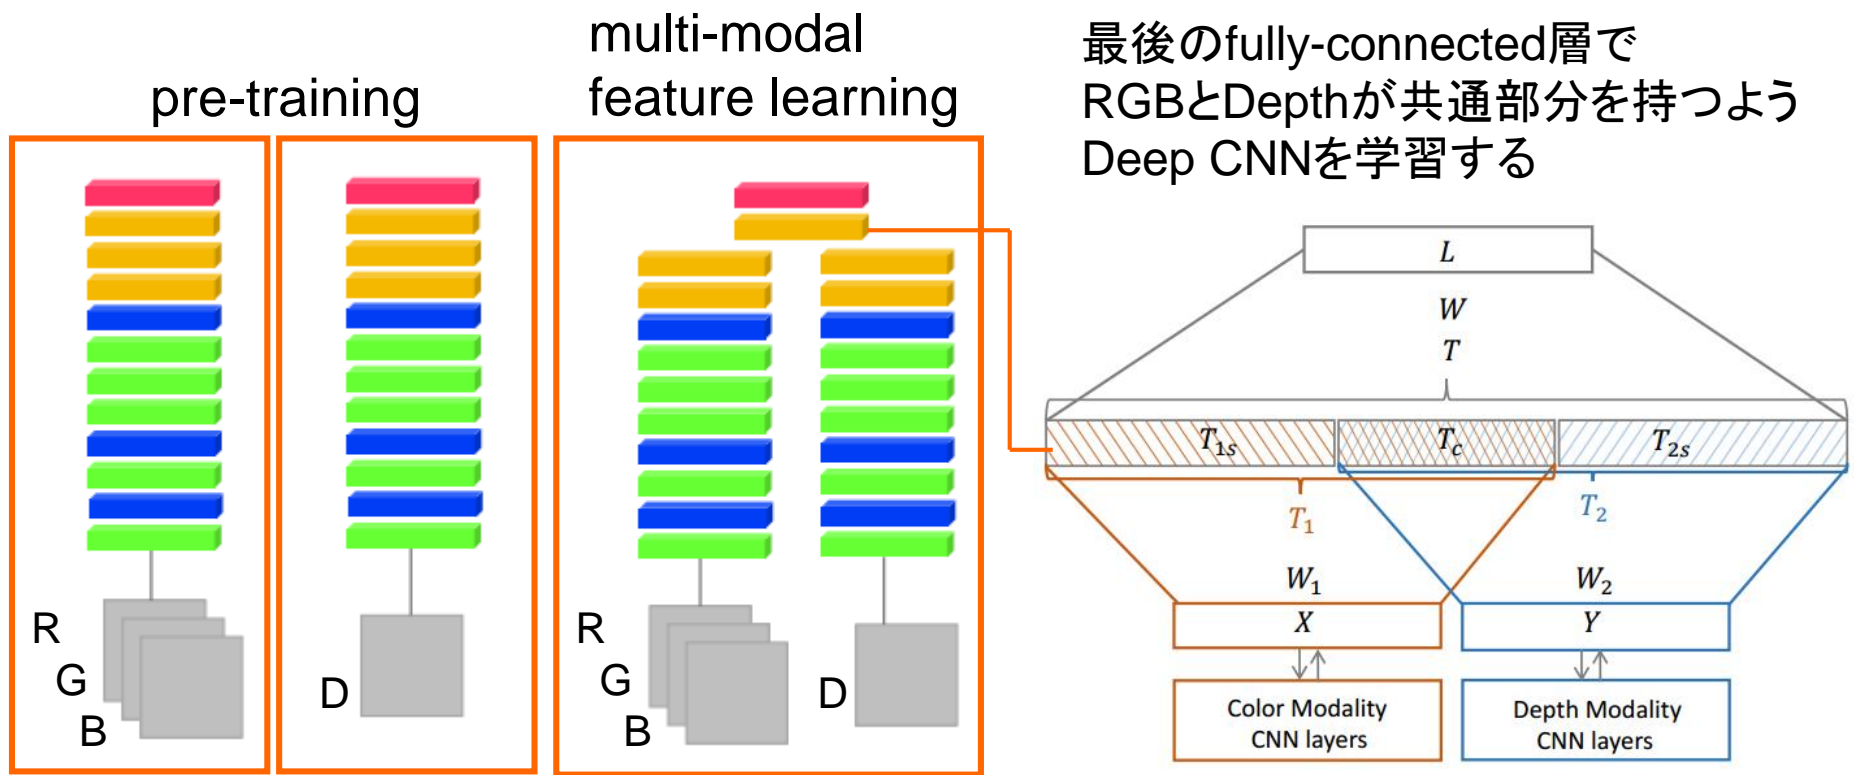 pre-training
multi-modal
feature learning
最後のfully-connected層で
RGBとDepthが共通部分を持つよう
Deep CNNを学習する
R
G
B
D
R
G
B
D
L
W
T
T1s
Tc
T2s
T1
T2
W1
W2
X
Y
Color Modality
CNN layers
Depth Modality
CNN layers